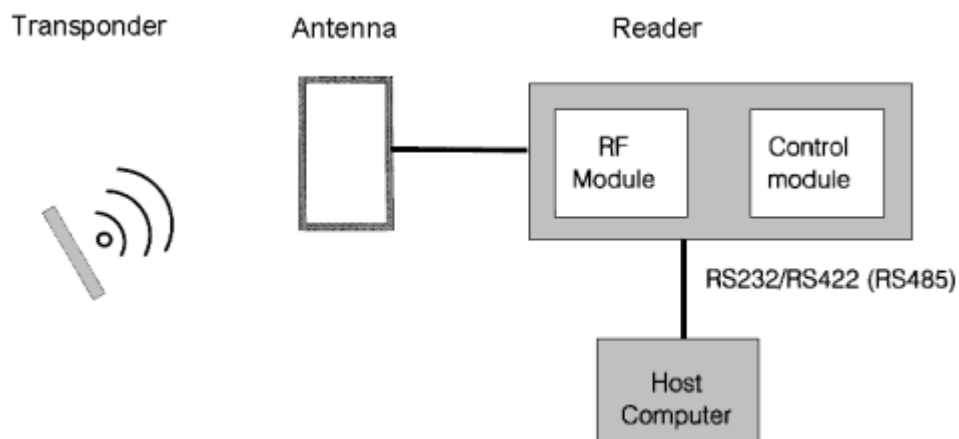 Transponder
Antenna
Reader
RF
Module
Control
module
RS232/RS422 (RS485)
Host
Computer